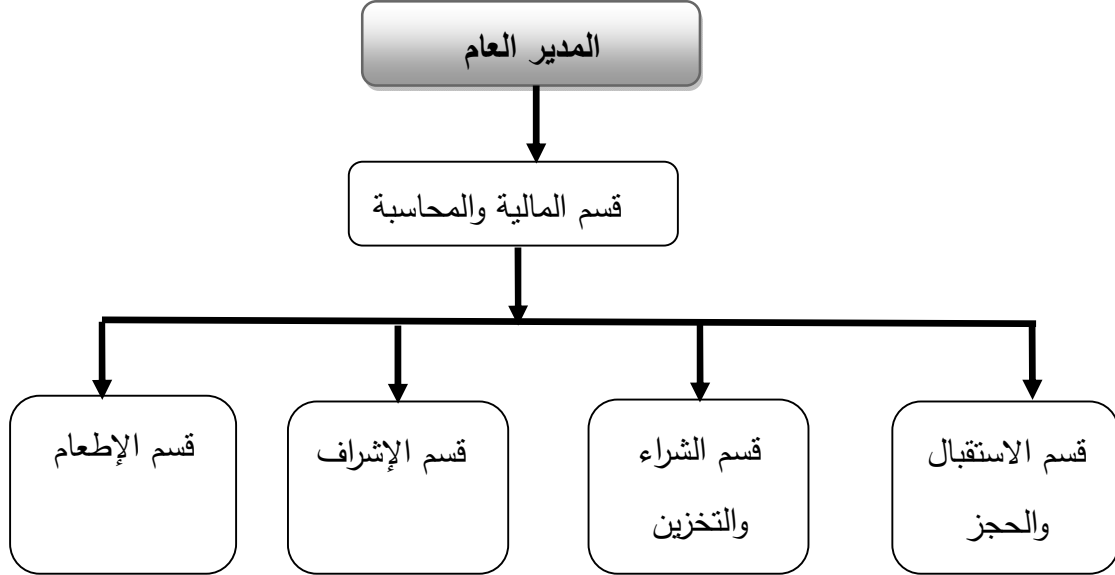 المدير العام
قسم المالية والمحاسبة
قسم الاستقبال
والحجز
قسم الشراء
والتخزين
قسم الإشراف
قسم الإطعام